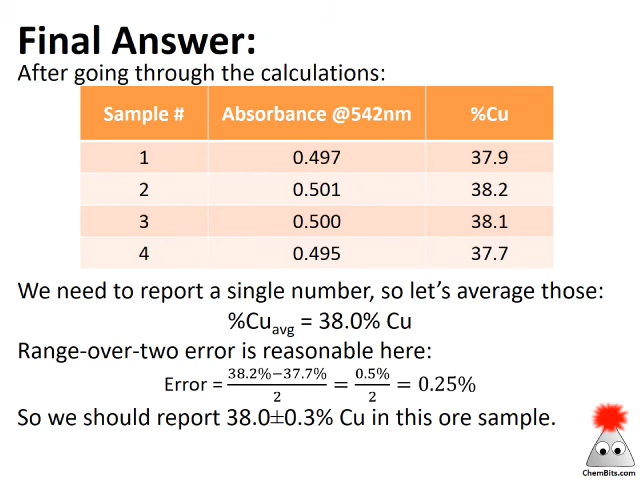 Final Answer:
After going through the calculations:
Sample # Absorbance @542nm %Cu
1 0.497 37.9
2 0.501 38.2
3 0.500 38.1
4 0.495 37.7
We need to report a single number, so let’s average those:
%Cu_avg = 38.0% Cu
Range-over-two error is reasonable here:
Error = (38.2%−37.7%)/2 = 0.5%/2 = 0.25%
So we should report 38.0±0.3% Cu in this ore sample.
ChemBits.com